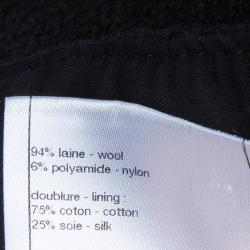 94% laine - wool
6% polyamide - nylon
doublure - lining :
75% coton - cotton
25% soie - silk